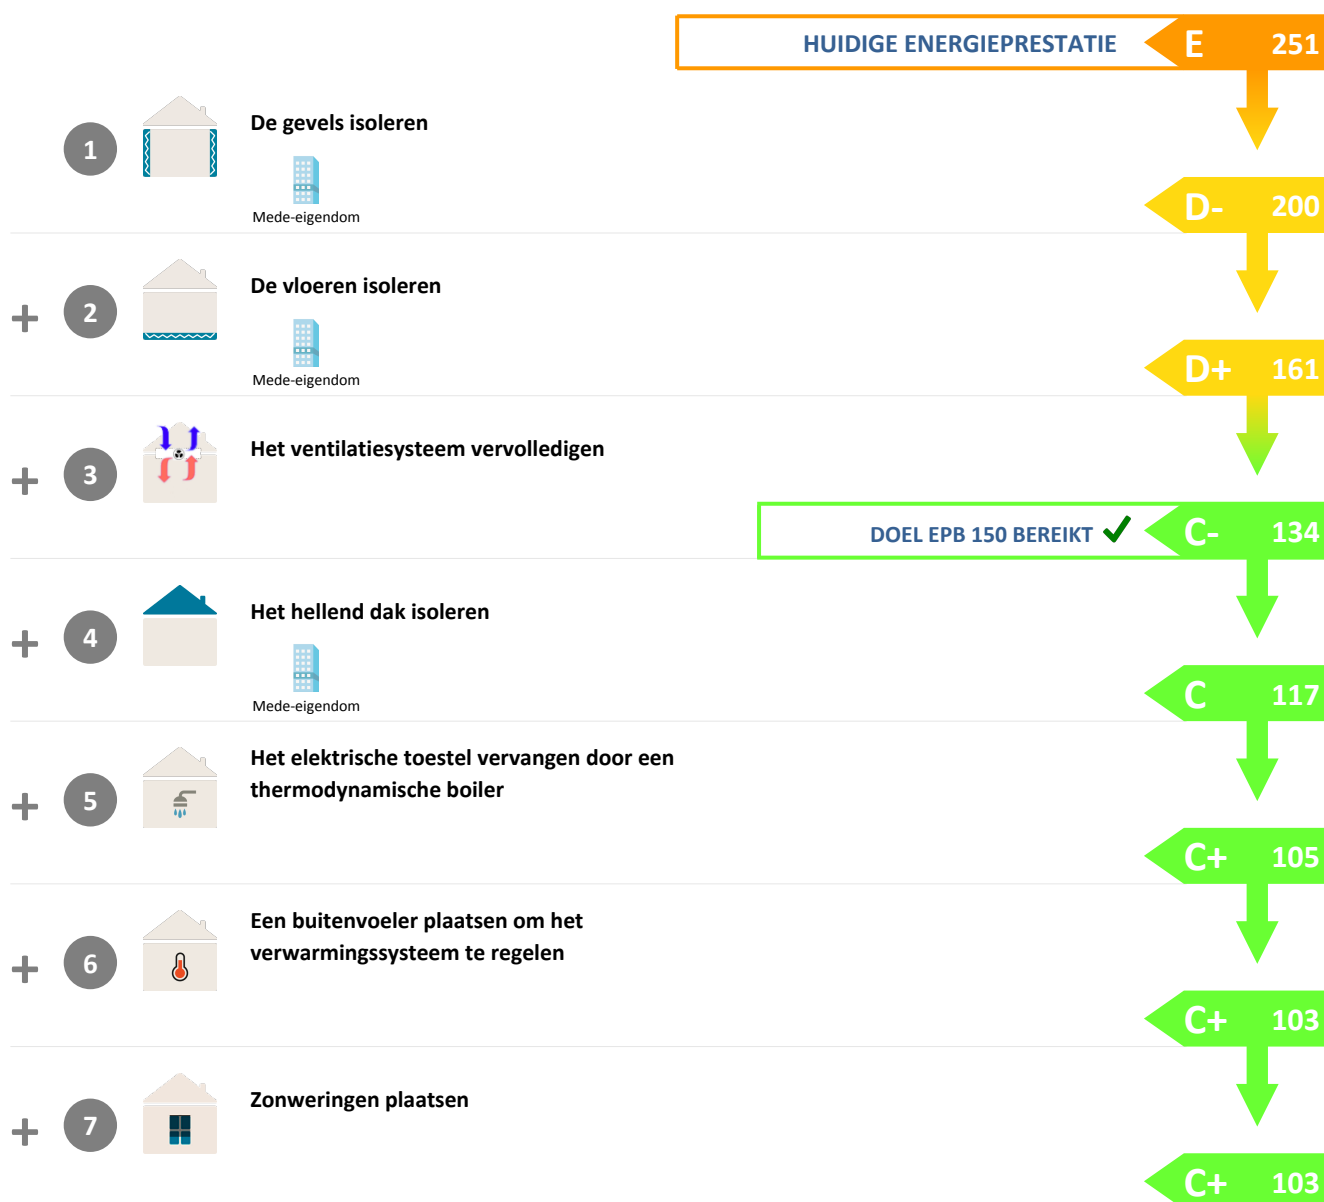 HUIDIGE ENERGIEPRESTATIE E 251
1 De gevels isoleren
Mede-eigendom
D- 200
+ 2 De vloeren isoleren
Mede-eigendom
D+ 161
+ 3 Het ventilatiesysteem vervolledigen
DOEL EPB 150 BEREIKT ✓ C- 134
+ 4 Het hellend dak isoleren
Mede-eigendom
C 117
+ 5 Het elektrische toestel vervangen door een
thermodynamische boiler
C+ 105
+ 6 Een buitenvoeler plaatsen om het
verwarmingssysteem te regelen
C+ 103
+ 7 Zonweringen plaatsen
C+ 103